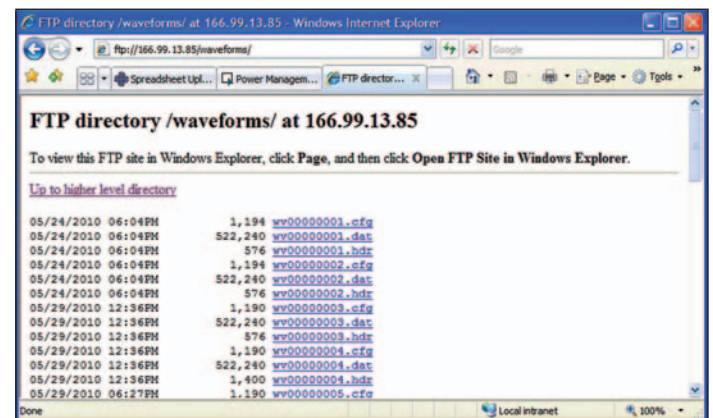 FTP directory /waveforms/ at 166.99.13.85 - Windows Internet Explorer
ftp://166.99.13.85/waveforms/
Google
Spreadsheet Upl... Power Managem... FTP director... Page Tools
FTP directory /waveforms/ at 166.99.13.85
To view this FTP site in Windows Explorer, click Page, and then click Open FTP Site in Windows Explorer.
Up to higher level directory
05/24/2010 06:04PM 1,194 wv00000001.cfg
05/24/2010 06:04PM 522,240 wv00000001.dat
05/24/2010 06:04PM 576 wv00000001.hdr
05/24/2010 06:04PM 1,194 wv00000002.cfg
05/24/2010 06:04PM 522,240 wv00000002.dat
05/24/2010 06:04PM 576 wv00000002.hdr
05/29/2010 12:36PM 1,190 wv00000003.cfg
05/29/2010 12:36PM 522,240 wv00000003.dat
05/29/2010 12:36PM 576 wv00000003.hdr
05/29/2010 12:36PM 1,190 wv00000004.cfg
05/29/2010 12:36PM 522,240 wv00000004.dat
05/29/2010 12:36PM 1,400 wv00000004.hdr
05/29/2010 06:27PM 1,190 wv00000005.cfg
Done Local intranet 100%